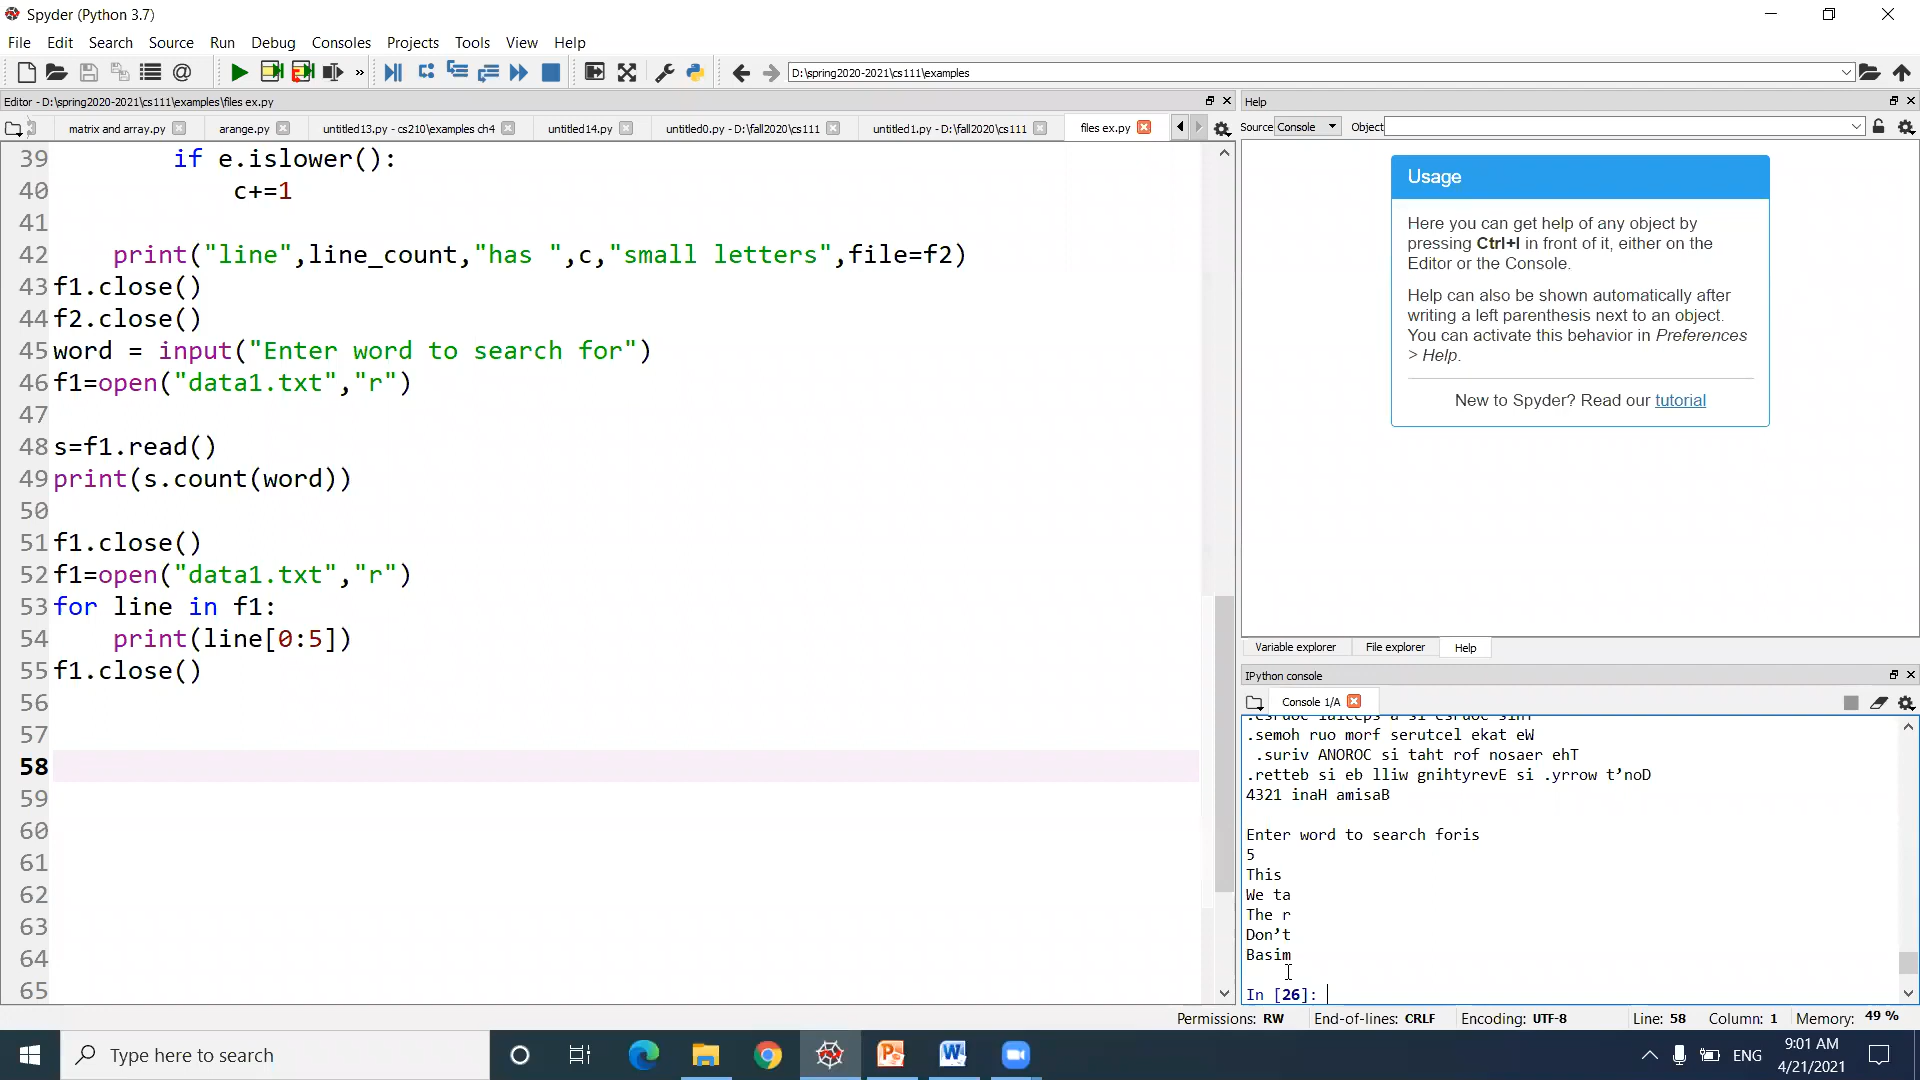 Spyder (Python 3.7)
File Edit Search Source Run Debug Consoles Projects Tools View Help
D:\spring2020-2021\cs111\examples
Editor - D:\spring2020-2021\cs111\examples\files ex.py
matrix and array.py arange.py untitled13.py - cs210\examples ch4 untitled14.py untitled0.py - D:\fall2020\cs111 untitled1.py - D:\fall2020\cs111 files ex.py
39 if e.islower():
40 c+=1
41
42 print("line",line_count,"has ",c,"small letters",file=f2)
43 f1.close()
44 f2.close()
45 word = input("Enter word to search for")
46 f1=open("data1.txt","r")
47
48 s=f1.read()
49 print(s.count(word))
50
51 f1.close()
52 f1=open("data1.txt","r")
53 for line in f1:
54 print(line[0:5])
55 f1.close()
56
57
58
59
60
61
62
63
64
65
Help
Source Console Object
Usage
Here you can get help of any object by
pressing Ctrl+I in front of it, either on the
Editor or the Console.
Help can also be shown automatically after
writing a left parenthesis next to an object.
You can activate this behavior in Preferences
> Help.
New to Spyder? Read our tutorial
Variable explorer File explorer Help
IPython console
Console 1/A
.esruoc laiceps a si esruoc sihT
.semoh ruo morf serutcel ekat eW
.suriv ANOROC si taht rof nosaer ehT
.retteb si eb lliw gnihtyrevE si .yrrow t’noD
4321 inaH amisaB
Enter word to search foris
5
This
We ta
The r
Don’t
Basim
In [26]:
Permissions: RW End-of-lines: CRLF Encoding: UTF-8 Line: 58 Column: 1 Memory: 49 %
Type here to search
ENG
9:01 AM
4/21/2021